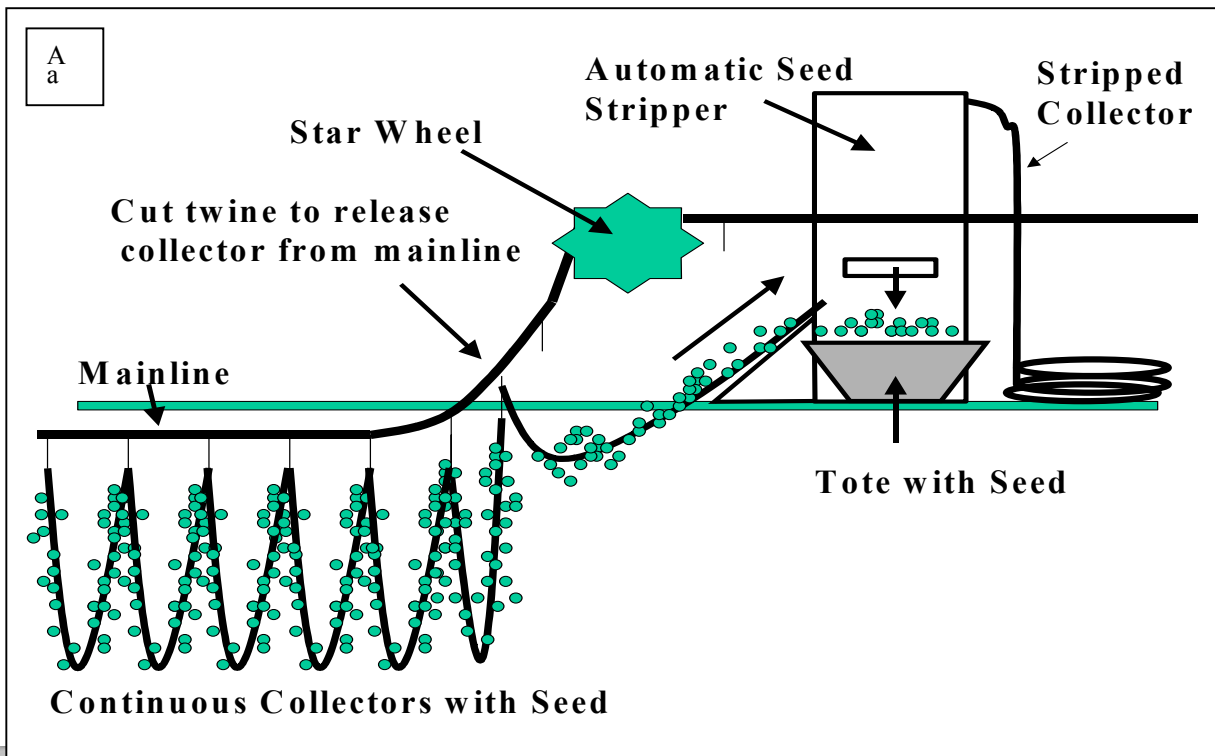 A
a
Automatic Seed
Stripper
Stripped
Collector
Star Wheel
Cut twine to release
collector from mainline
Mainline
Tote with Seed
Continuous Collectors with Seed